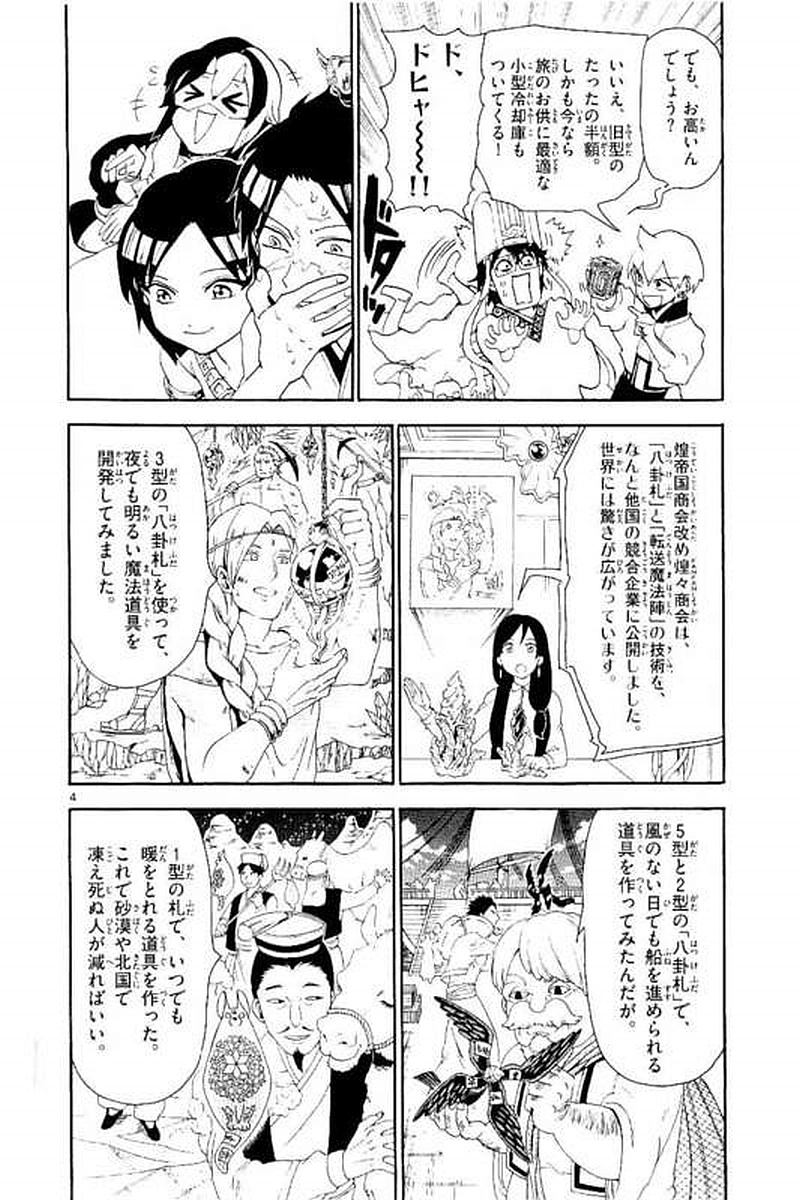 でも、お高いん
でしょう？
いいえ、旧型の
たったの半額。
しかも今なら
旅のお供に最適な
小型冷却庫も
ついてくる！
ド、
ドヒャ〜〜〜!!
ドタッ
煌帝国商会改め煌々商会は、
「八卦札」と「転送魔法陣」の技術を、
なんと他国の競合企業に公開しました。
世界には驚きが広がっています。
3型の「八卦札」を使って、
夜でも明るい魔法道具を
開発してみました。
4
5型と2型の「八卦札」で、
風のない日でも船を進められる
道具を作ってみたんだが。
1型の札で、いつでも
暖をとれる道具を作った。
これで砂漠や北国で
凍え死ぬ人が減ればいい。